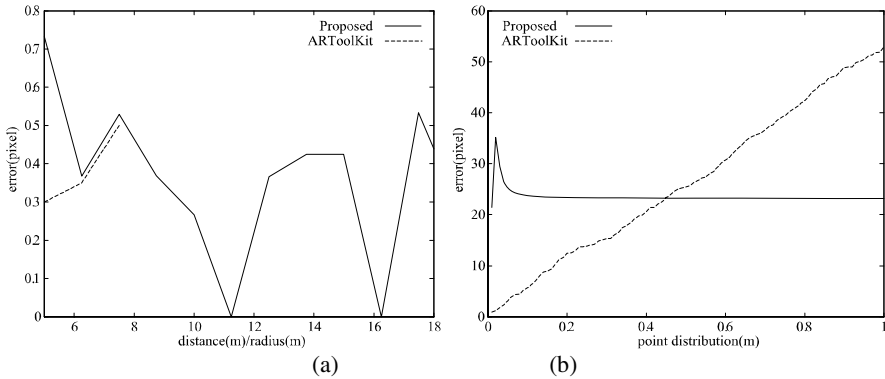 0.8
0.7
0.6
0.5
0.4
0.3
0.2
0.1
0
error(pixel)
Proposed
ARToolKit
6 8 10 12 14 16 18
distance(m)/radius(m)
(a)
60
50
40
30
20
10
0
error(pixel)
Proposed
ARToolKit
0 0.2 0.4 0.6 0.8 1
point distribution(m)
(b)